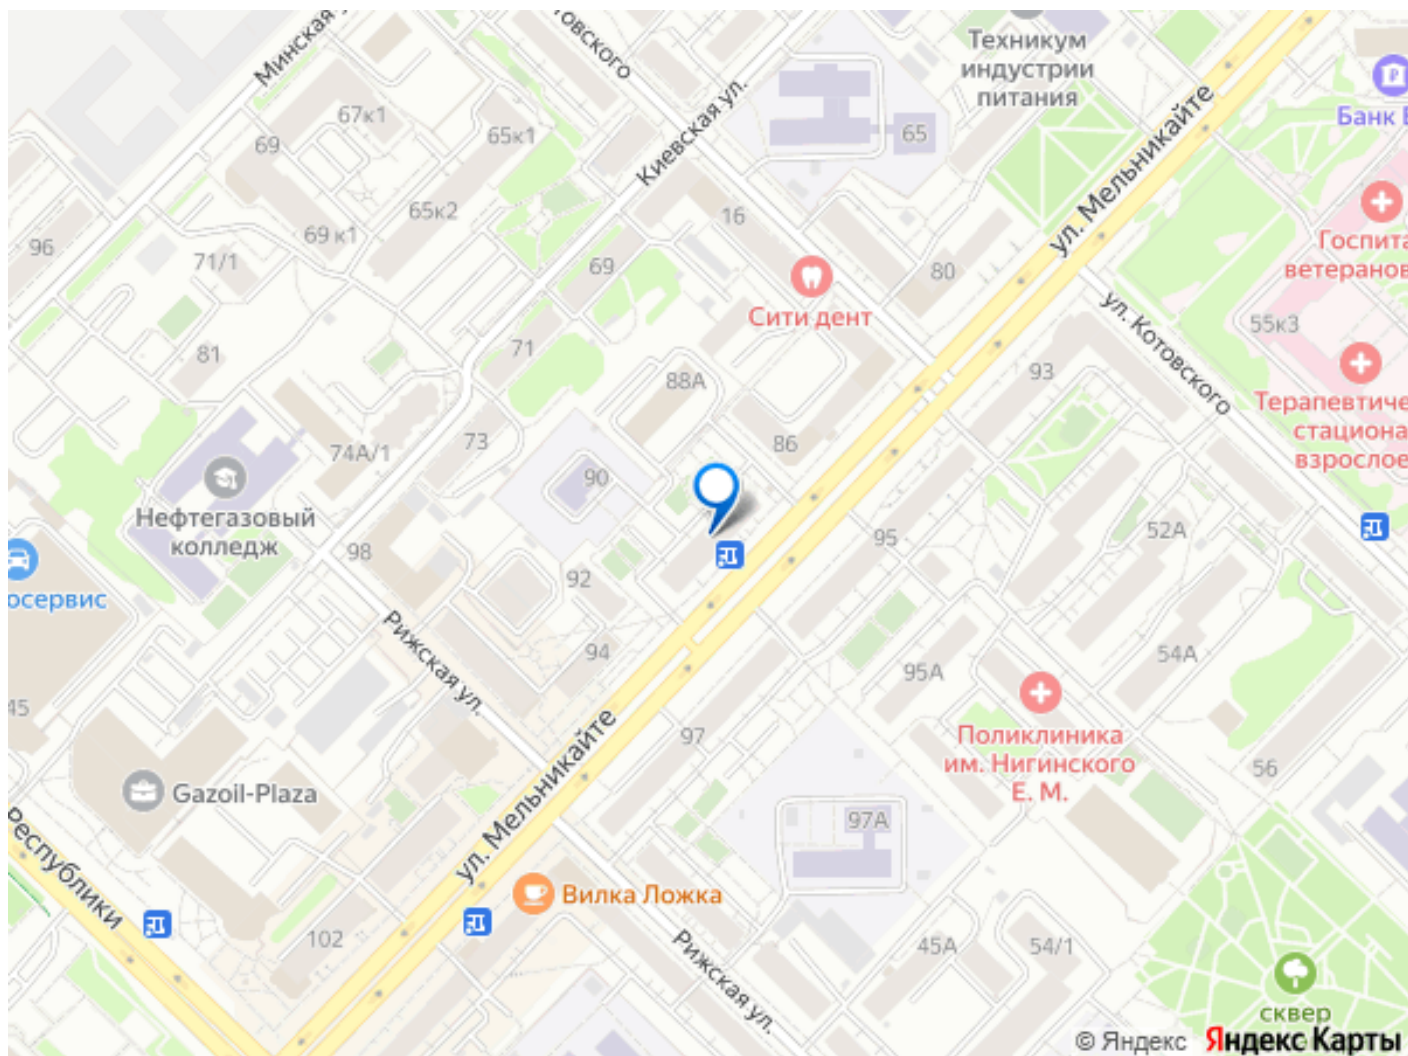 Минская
Котовского
Техникум
индустрии
питания
Банк
67к1
69
65к1
Киевская ул.
65
ул. Мельникайте
65к2
16
69 к1
96
71/1
69
80
Госпита
ветеранов
Сити дент
ул. Котовского
55к3
81
71
88А
93
Терапевтиче
стациона
взрослое
74А/1
73
86
90
Нефтегазовый
колледж
98
95
52А
осервис
92
Рижская ул.
94
54А
95А
45
97
Поликлиника
им. Нигинского
Е. М.
56
Gazoil-Plaza
ул. Мельникайте
97А
Республики
Вилка Ложка
102
Рижская ул.
45А
54/1
сквер
© Яндекс Яндекс Карты